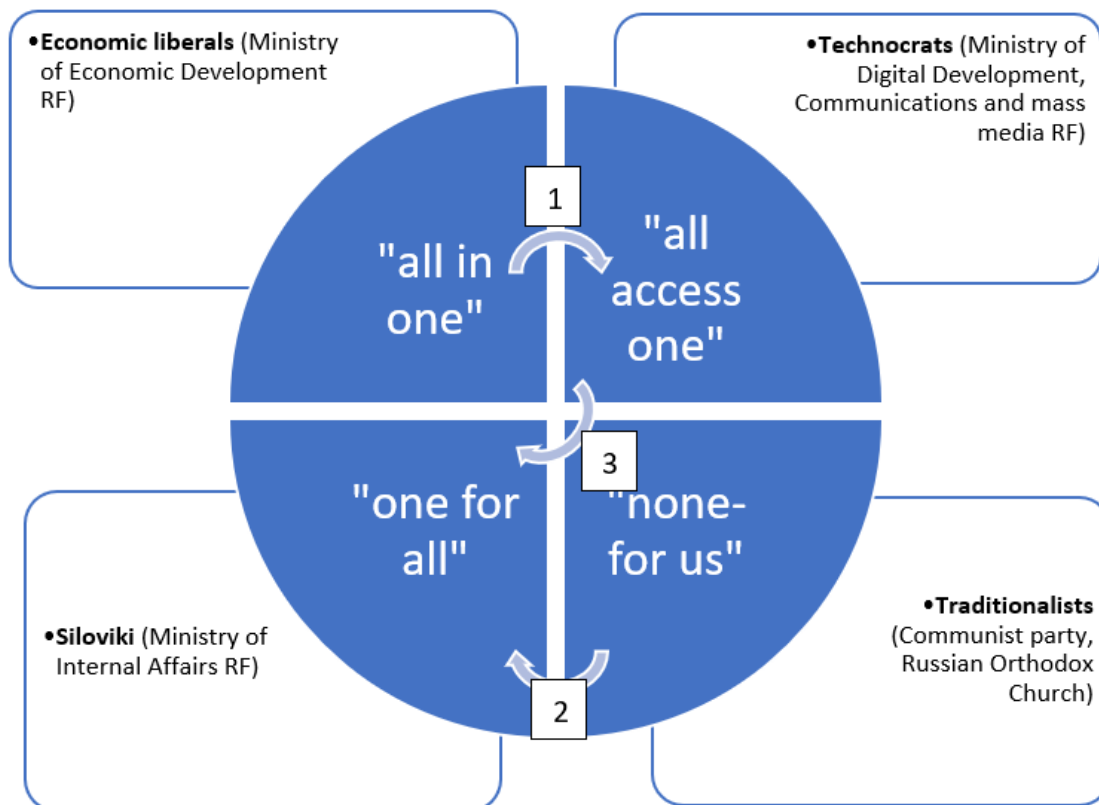 •Economic liberals (Ministry
of Economic Development
RF)
•Technocrats (Ministry of
Digital Development,
Communications and mass
media RF)
1
"all in
one"
"all
access
one"
3
"one for
all"
"none-
for us"
•Siloviki (Ministry of
Internal Affairs RF)
•Traditionalists
(Communist party,
Russian Orthodox
Church)
2